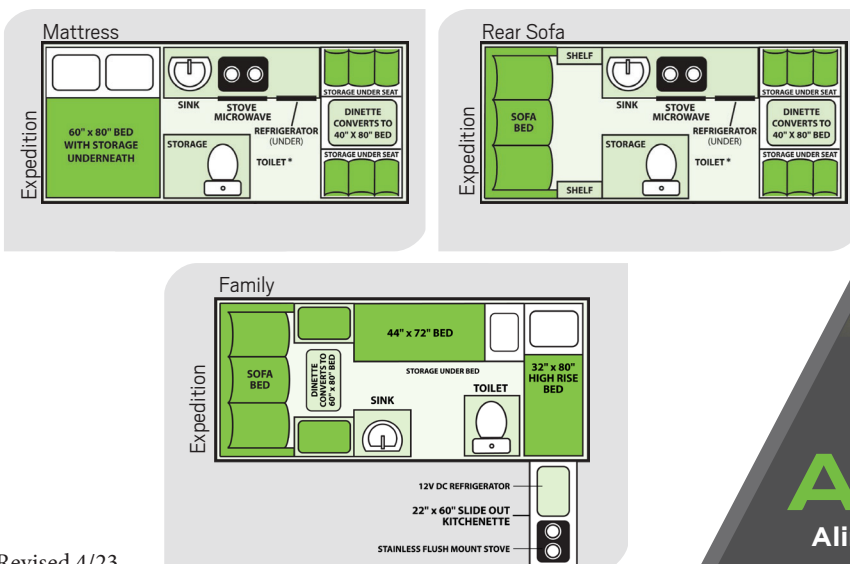 Mattress
Expedition
60" x 80" BED
WITH STORAGE
UNDERNEATH
SINK
STOVE
MICROWAVE
REFRIGERATOR
(UNDER)
STORAGE
TOILET *
STORAGE UNDER SEAT
DINETTE
CONVERTS TO
40" X 80" BED
STORAGE UNDER SEAT
Rear Sofa
Expedition
SHELF
SOFA
BED
SHELF
SINK
STOVE
MICROWAVE
REFRIGERATOR
(UNDER)
STORAGE
TOILET *
STORAGE UNDER SEAT
DINETTE
CONVERTS TO
40" X 80" BED
STORAGE UNDER SEAT
Family
Expedition
SOFA
BED
DINETTE
CONVERTS TO
60" x 80" BED
44" x 72" BED
STORAGE UNDER BED
SINK
TOILET
32" x 80"
HIGH RISE
BED
12V DC REFRIGERATOR
22" x 60" SLIDE OUT
KITCHENETTE
STAINLESS FLUSH MOUNT STOVE
Revised 4/23
A
Ali